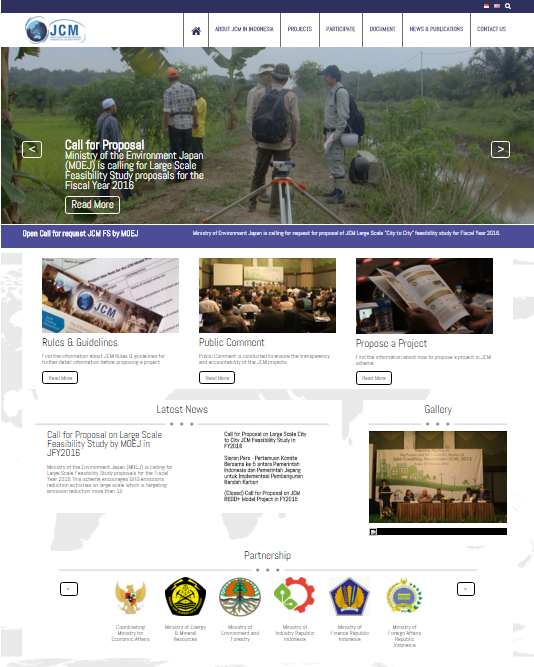 JCM
ABOUT JCM IN INDONESIA
PROJECTS
PARTICIPATE
DOCUMENT
NEWS & PUBLICATIONS
CONTACT US
<
>
Call for Proposal
Ministry of the Environment Japan
(MOEJ) is calling for Large Scale
Feasibility Study proposals for the
Fiscal Year 2016
Read More
Open Call for request JCM FS by MOEJ
Ministry of Environment Japan is calling for request for proposal of JCM Large Scale "City to City" feasibility study for Fiscal Year 2016.
JCM
Rules & Guidelines
Find the information about JCM Rules & guidelines for
further detail information before proposing a project.
Read More
Public Comment
Public Comment is conducted to ensure the transparency
and accountability of the JCM projects
Read More
Propose a Project
Find the information about how to propose a project in JCM
scheme.
Read More
Latest News
Call for Proposal on Large Scale
Feasibility Study by MOEJ in
JFY2016
Ministry of the Environment Japan (MOEJ) is calling for
Large Scale Feasibility Study proposals for the Fiscal
Year 2016 This scheme encourages GHG emissions
reduction activities on large scale which is targeting
emission reduction more than 10
Call for Proposal on Large Scale City
to City JCM Feasibility Study in
FY2016
Siaran Pers - Pertemuan Komite
Bersama ke-5 antara Pemerintah
Indonesia dan Pemerintah Jepang
untuk Implementasi Pembangunan
Rendah Karbon
(Closed) Call for Proposal on JCM
REDD+ Model Project in FY2015
Gallery
Partnership
<
>
Coordinating
Ministry for
Economic Affairs
Ministry of Energy
& Mineral
Resources
Ministry of
Environment and
Forestry
Ministry of
Industry Republic
Indonesia
Ministry of
Finance Republic
Indonesia
Ministry of
Foreign Affairs
Republic
Indonesia